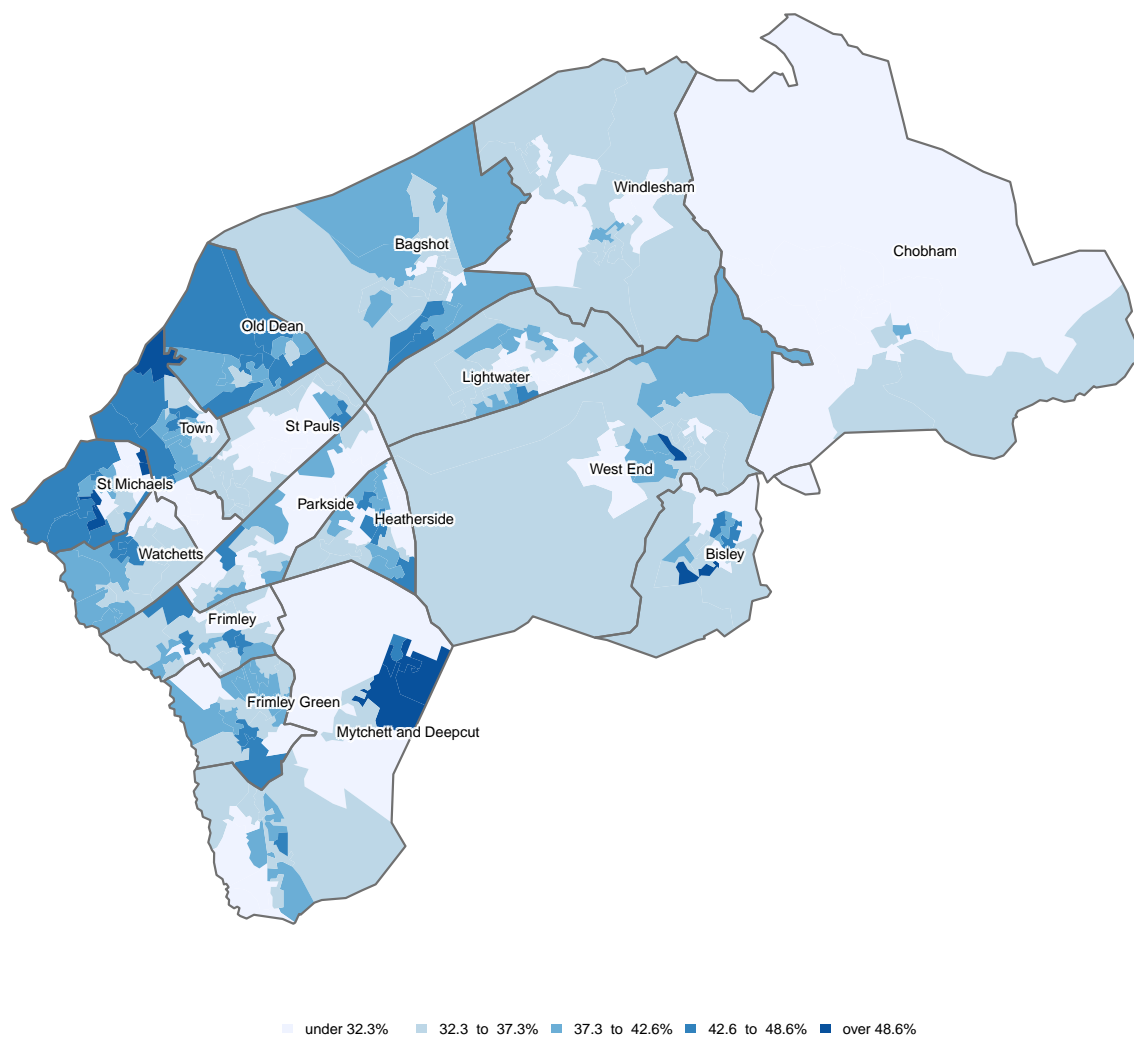 Windlesham
Bagshot
Chobham
Old Dean
Lightwater
Town
St Pauls
West End
St Michaels
Parkside
Heatherside
Watchetts
Bisley
Frimley
Frimley Green
Mytchett and Deepcut
under 32.3% 32.3 to 37.3% 37.3 to 42.6% 42.6 to 48.6% over 48.6%